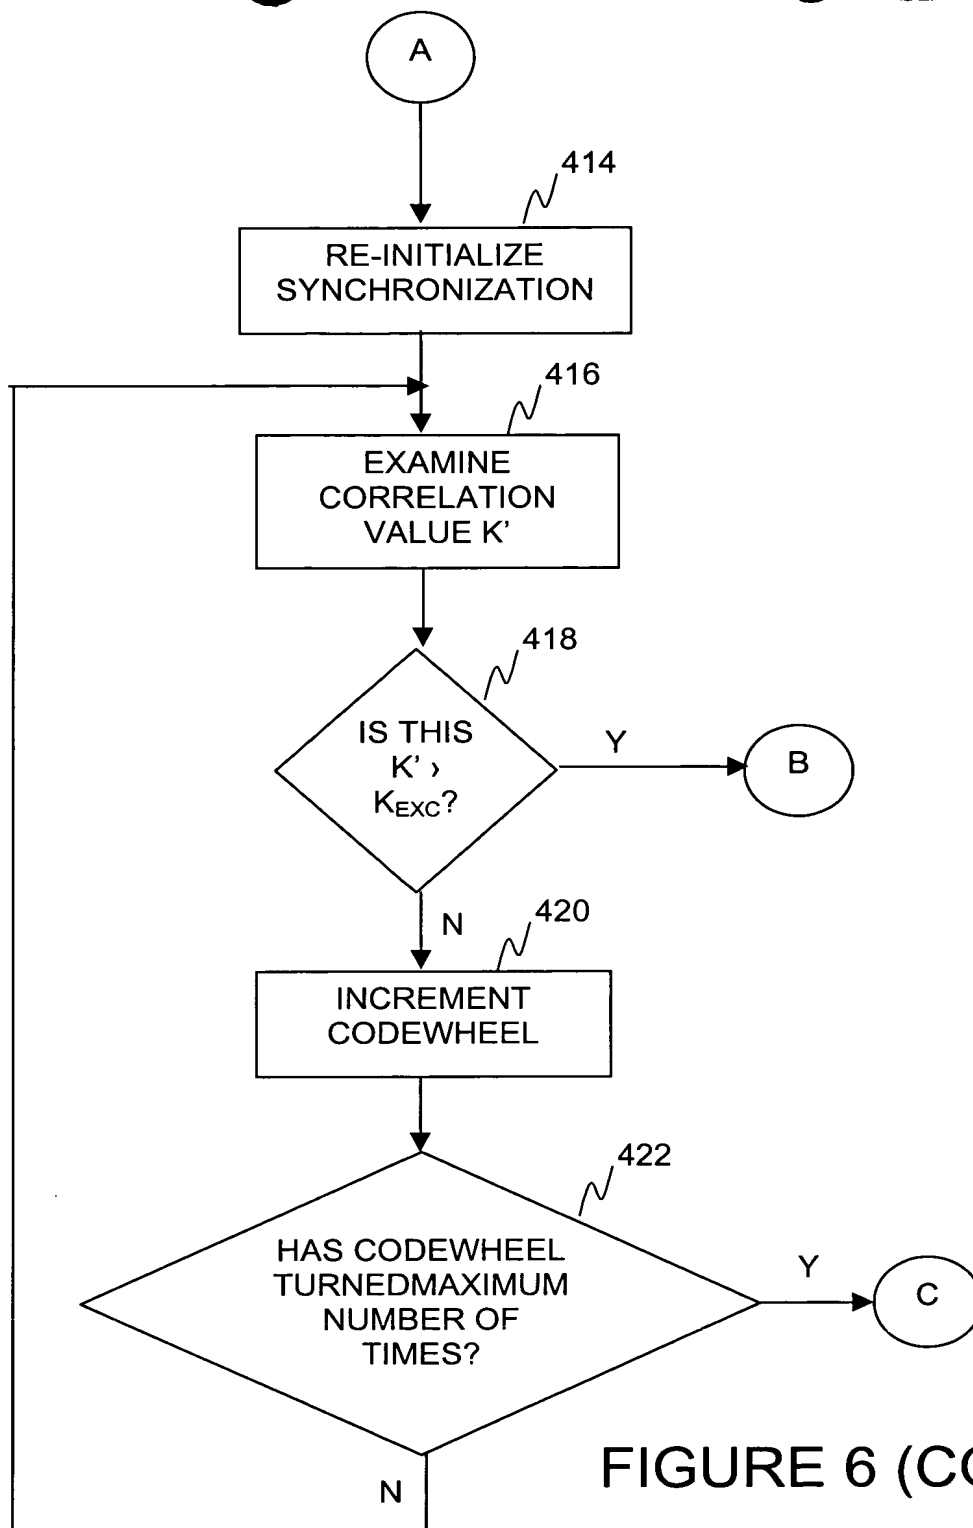 A
414
RE-INITIALIZE
SYNCHRONIZATION
416
EXAMINE
CORRELATION
VALUE K'
418
IS THIS
K' ›
KEXC?
Y
B
N
420
INCREMENT
CODEWHEEL
422
HAS CODEWHEEL
TURNEDMAXIMUM
NUMBER OF
TIMES?
Y
C
N
FIGURE 6